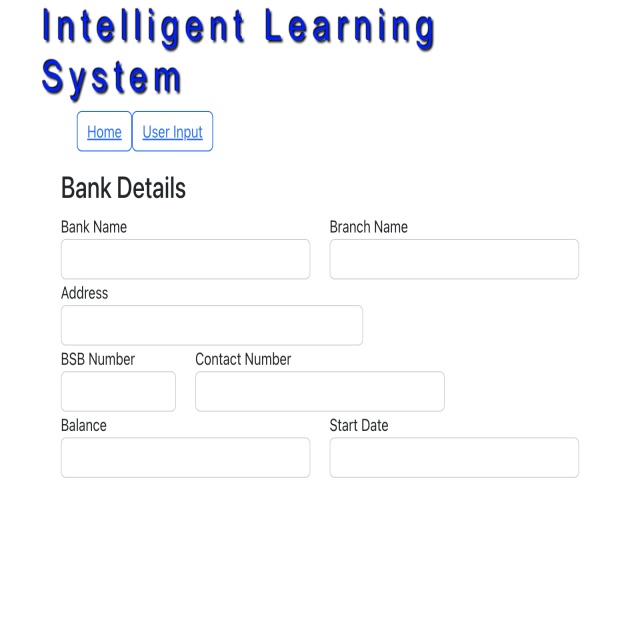 Intelligent Learning
System
Home User Input
Bank Details
Bank Name Branch Name
Address
BSB Number Contact Number
Balance Start Date